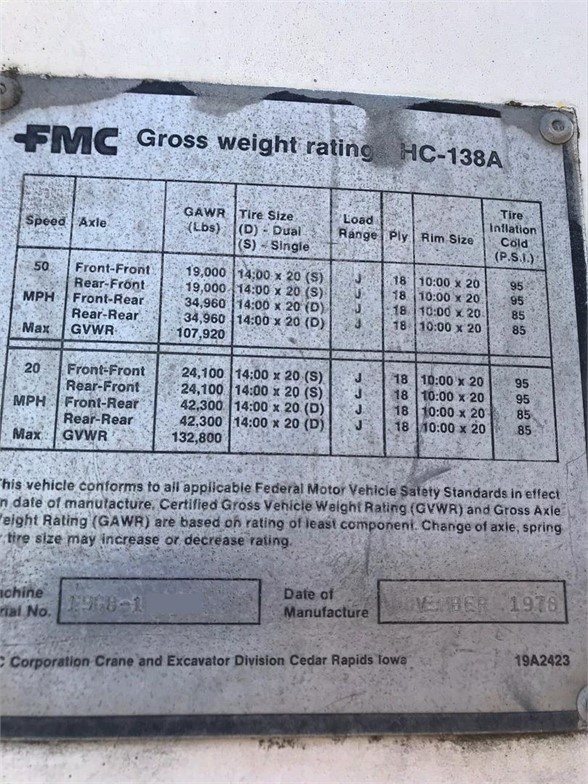 FMC Gross weight rating HC-138A
Speed Axle GAWR (Lbs) Tire Size (D) - Dual (S) - Single Load Range Ply Rim Size Tire Inflation Cold (P.S.I.)
50 Front-Front 19,000 14:00 x 20 (S) J 18 10:00 x 20 95
Rear-Front 19,000 14:00 x 20 (S) J 18 10:00 x 20 95
MPH Front-Rear 34,960 14:00 x 20 (D) J 18 10:00 x 20 85
Rear-Rear 34,960 14:00 x 20 (D) J 18 10:00 x 20 85
Max GVWR 107,920
20 Front-Front 24,100 14:00 x 20 (S) J 18 10:00 x 20 95
Rear-Front 24,100 14:00 x 20 (S) J 18 10:00 x 20 95
MPH Front-Rear 42,300 14:00 x 20 (D) J 18 10:00 x 20 85
Rear-Rear 42,300 14:00 x 20 (D) J 18 10:00 x 20 85
Max GVWR 132,800
his vehicle conforms to all applicable Federal Motor Vehicle Safety Standards in effect
n date of manufacture. Certified Gross Vehicle Weight Rating (GVWR) and Gross Axle
eight Rating (GAWR) are based on rating of least component. Change of axle, spring
tire size may increase or decrease rating.
achine
rial No.
Date of
Manufacture NOVEMBER 1978
C Corporation Crane and Excavator Division Cedar Rapids Iowa 19A2423